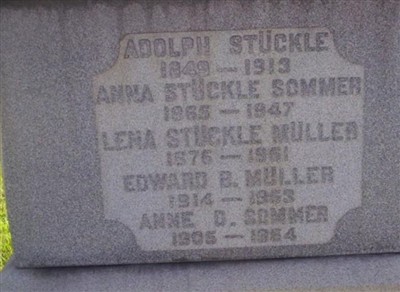 ADOLPH STÜCKLE
1849 — 1913
ANNA STÜCKLE SOMMER
1865 — 1947
LENA STÜCKLE MÜLLER
1876 — 1961
EDWARD B. MÜLLER
1914 — 1963
ANNE D. SOMMER
1905 — 1964